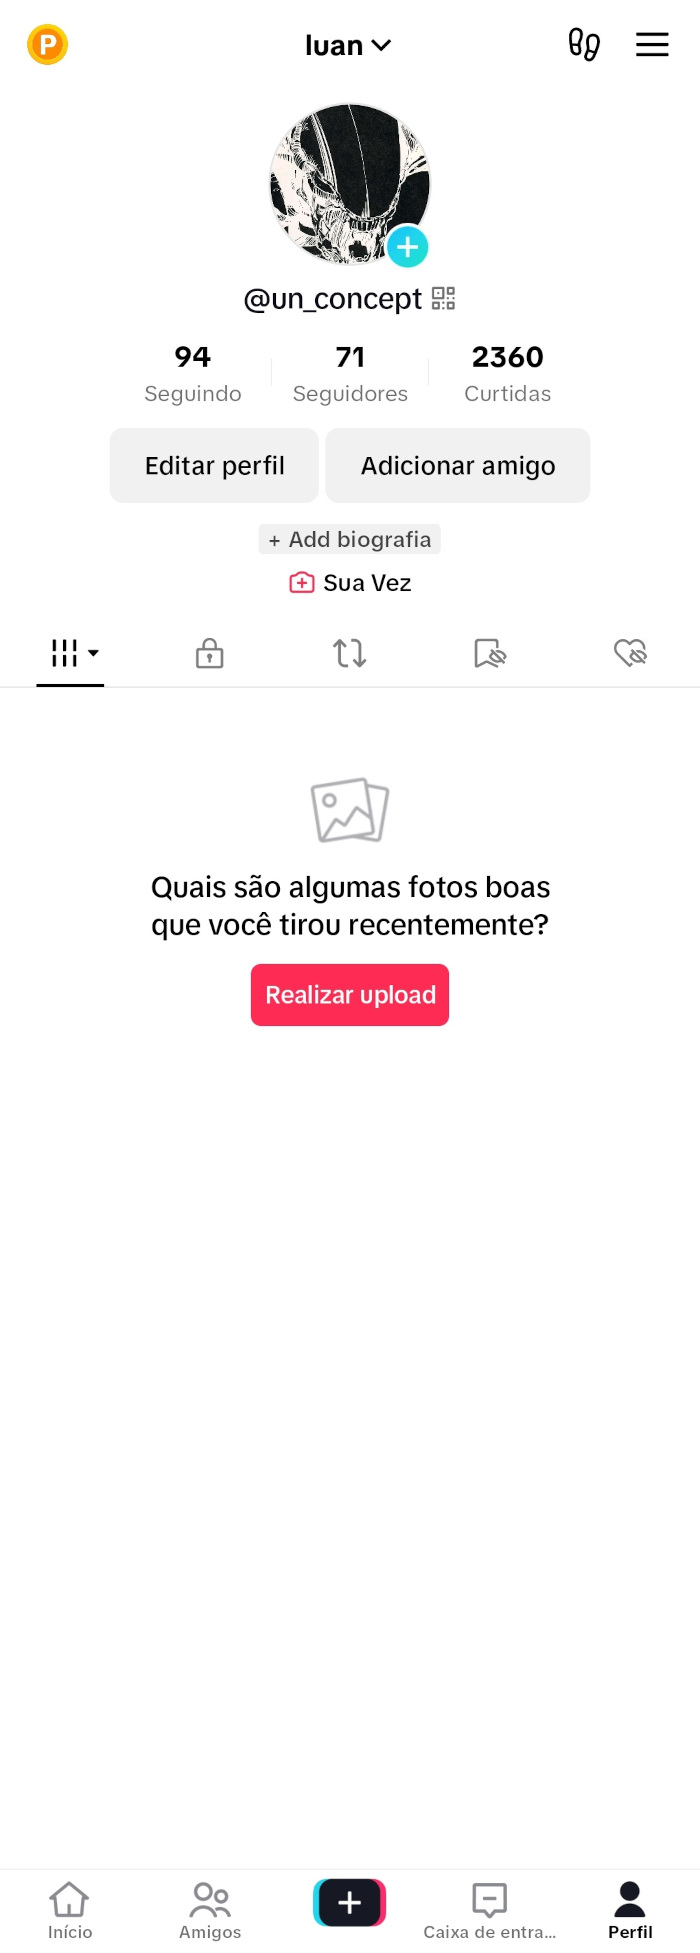 P
luan
@un_concept
94 71 2360
Seguindo Seguidores Curtidas
Editar perfil Adicionar amigo
+ Add biografia
Sua Vez
Quais são algumas fotos boas
que você tirou recentemente?
Realizar upload
Início Amigos Caixa de entra... Perfil